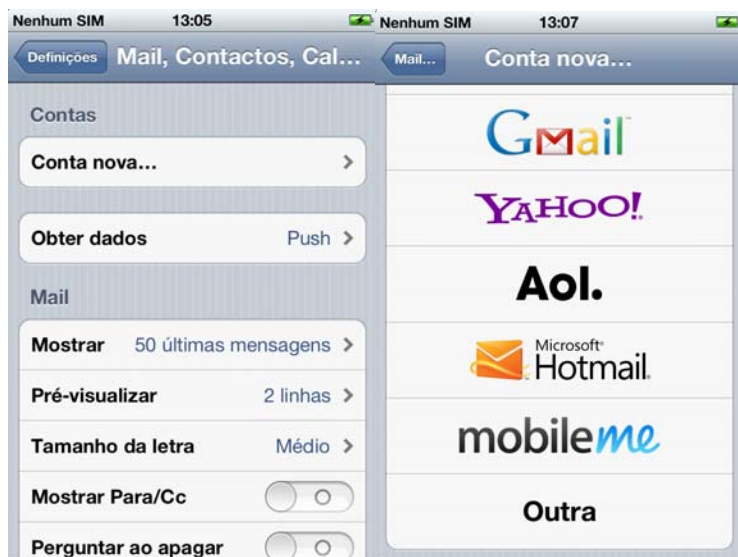 Nenhum SIM 13:05
Definições Mail, Contactos, Cal...
Contas
Conta nova...
Obter dados Push
Mail
Mostrar 50 últimas mensagens
Pré-visualizar 2 linhas
Tamanho da letra Médio
Mostrar Para/Cc
Perguntar ao apagar
Nenhum SIM 13:07
Mail... Conta nova...
Gmail
YAHOO!
Aol.
Microsoft®
Hotmail
mobileme
Outra